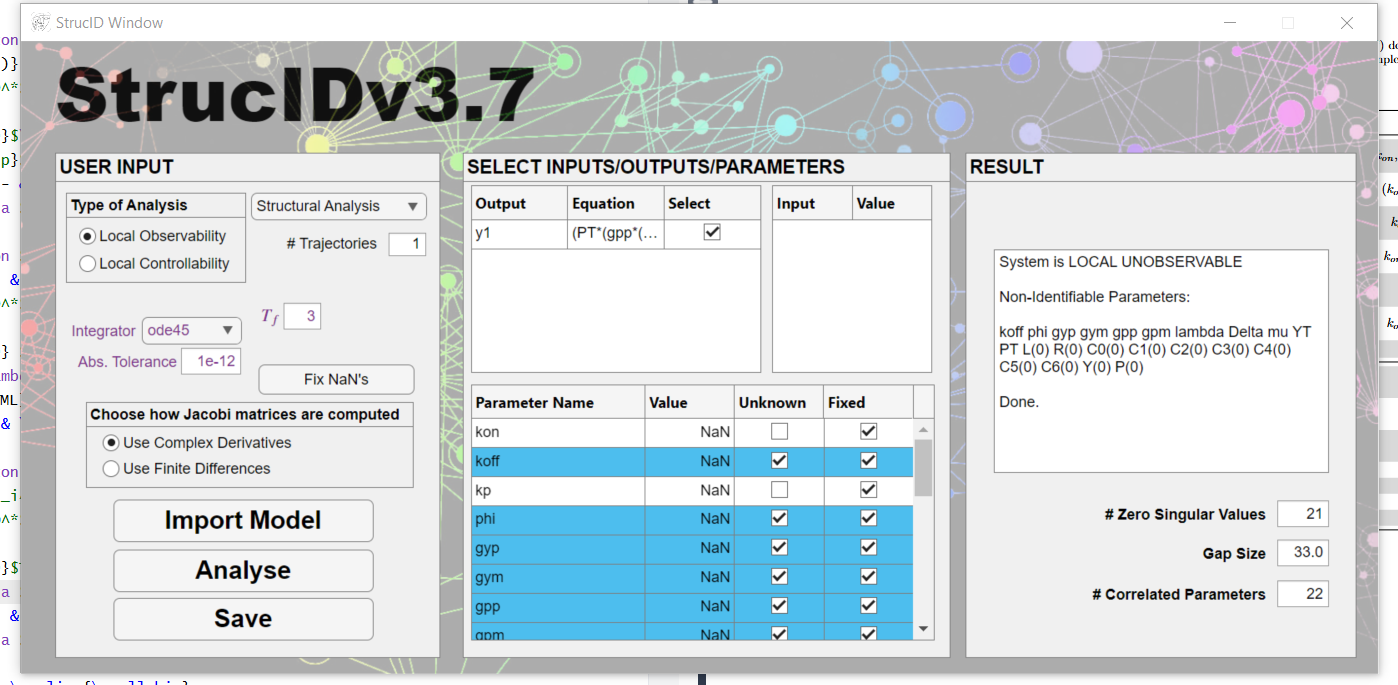 StrucID Window
StrucIDv3.7
USER INPUT
Type of Analysis
Local Observability
Local Controllability
Structural Analysis
# Trajectories 1
Integrator ode45
Tf 3
Abs. Tolerance 1e-12
Fix NaN's
Choose how Jacobi matrices are computed
Use Complex Derivatives
Use Finite Differences
Import Model
Analyse
Save
SELECT INPUTS/OUTPUTS/PARAMETERS
Output Equation Select
y1 (PT*(gpp*(...
Input Value
Parameter Name Value Unknown Fixed
kon NaN
koff NaN
kp NaN
phi NaN
gyp NaN
gym NaN
gpp NaN
gpm NaN
RESULT
System is LOCAL UNOBSERVABLE
Non-Identifiable Parameters:
koff phi gyp gym gpp gpm lambda Delta mu YT
PT L(0) R(0) C0(0) C1(0) C2(0) C3(0) C4(0)
C5(0) C6(0) Y(0) P(0)
Done.
# Zero Singular Values 21
Gap Size 33.0
# Correlated Parameters 22